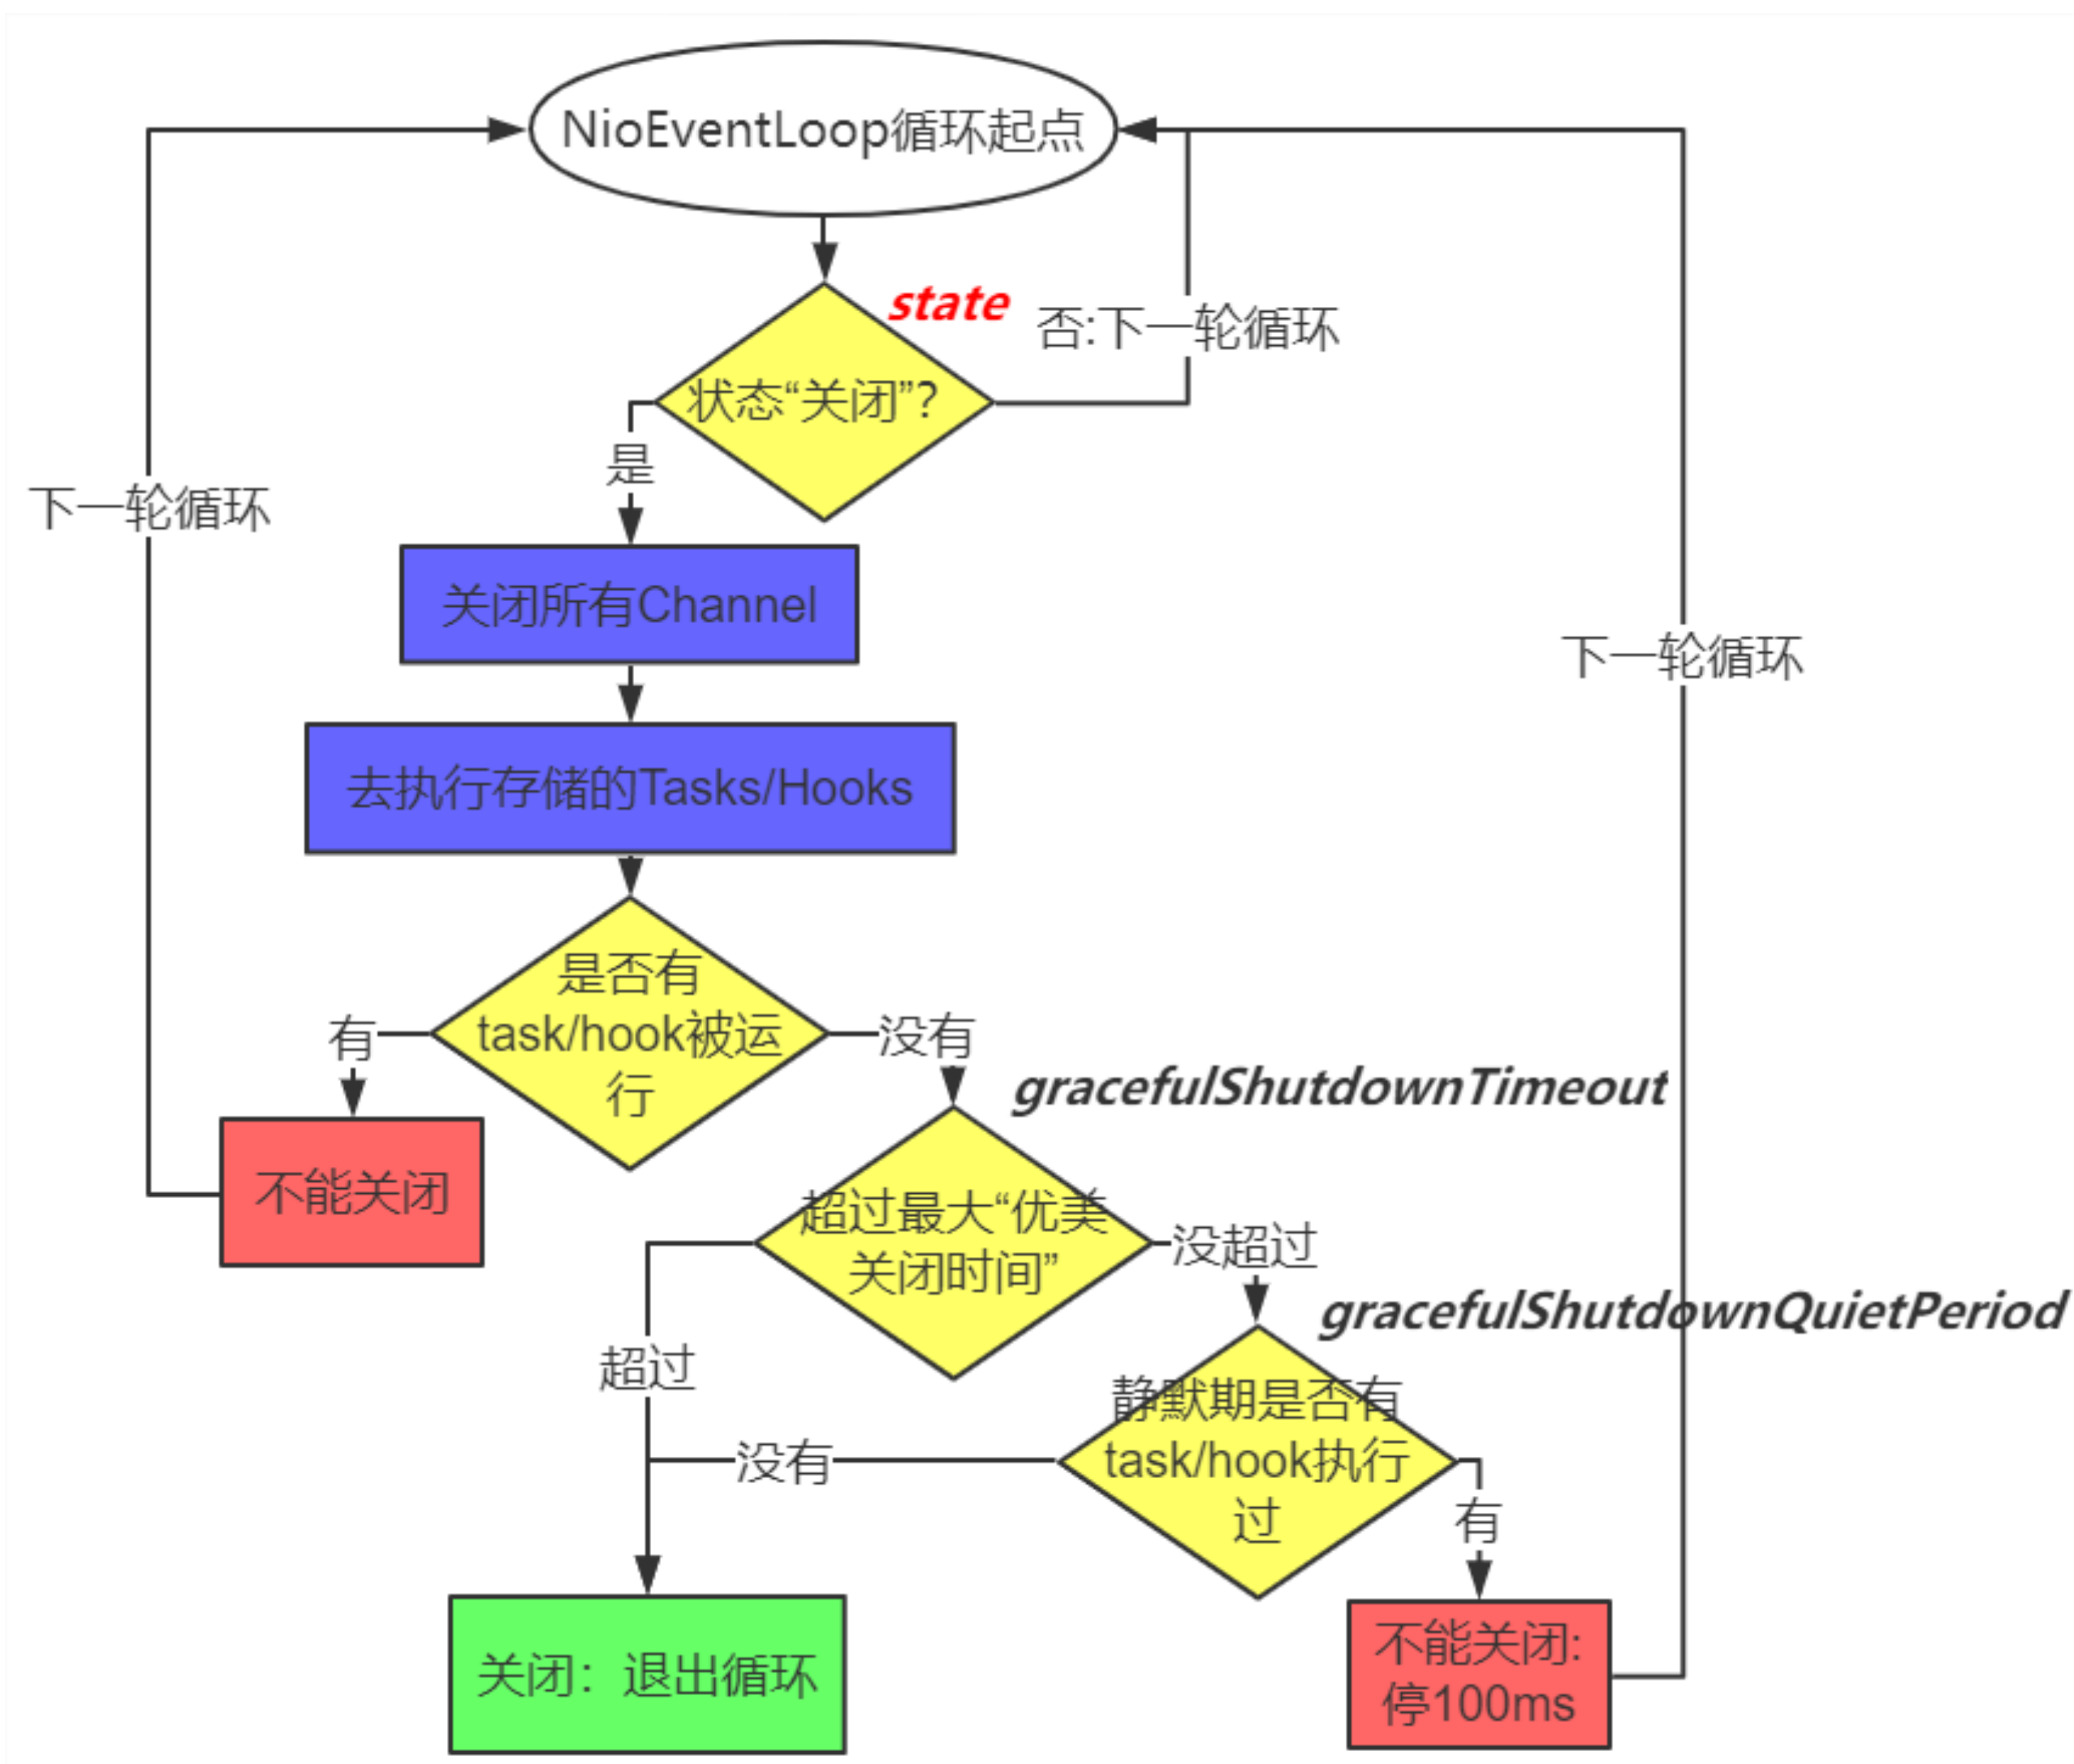 NioEventLoop循环起点
state
否:下一轮循环
状态“关闭”?
是
下一轮循环
关闭所有Channel
下一轮循环
去执行存储的Tasks/Hooks
是否有
task/hook被运
行
有
没有
gracefulShutdownTimeout
不能关闭
超过最大“优美
关闭时间”
没超过
gracefulShutdownQuietPeriod
超过
静默期是否有
task/hook执行
过
没有
有
关闭：退出循环
不能关闭:
停100ms